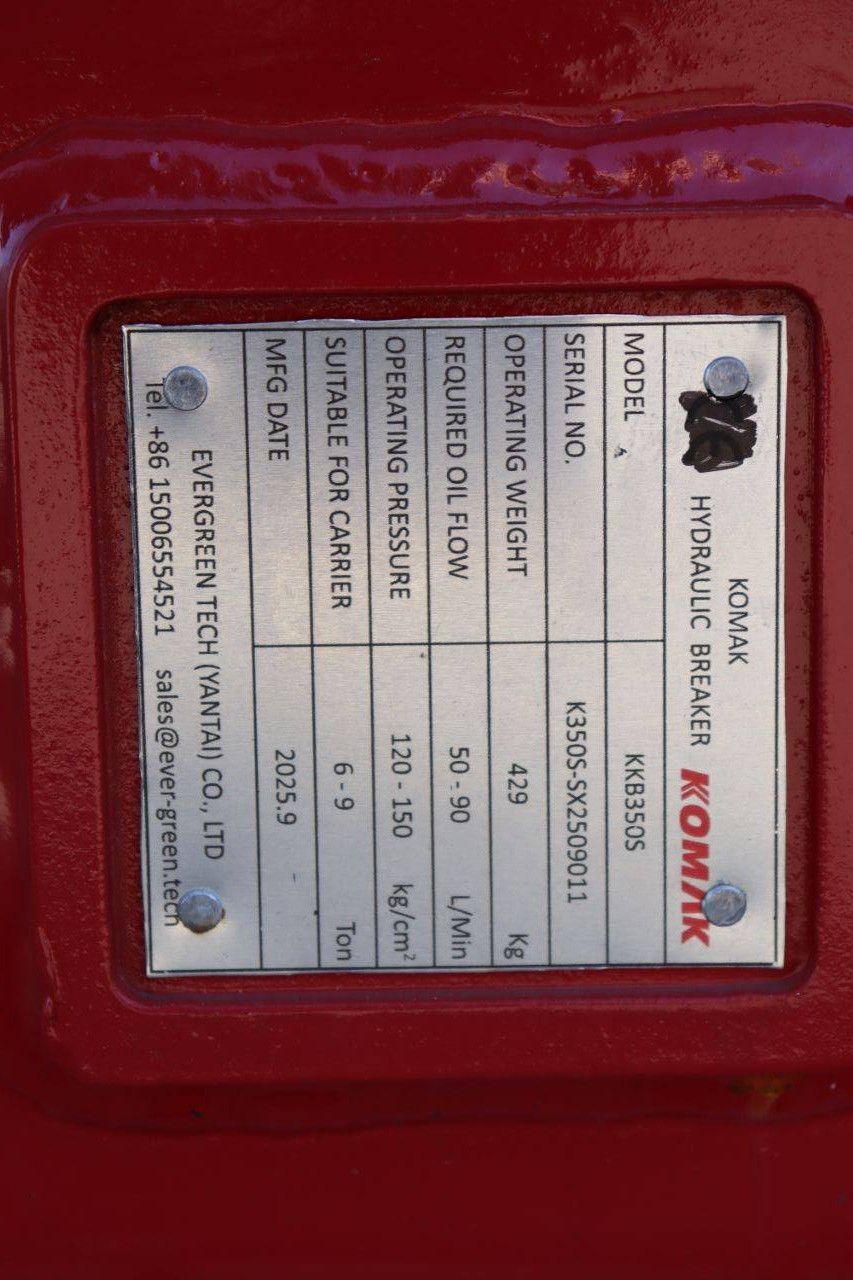 KOMAK
HYDRAULIC BREAKER KOMAK
MODEL KKB350S
SERIAL NO. K350S-SX2509011
OPERATING WEIGHT 429 Kg
REQUIRED OIL FLOW 50 - 90 L/Min
OPERATING PRESSURE 120 - 150 kg/cm²
SUITABLE FOR CARRIER 6 - 9 Ton
MFG DATE 2025.9
EVERGREEN TECH (YANTAI) CO., LTD
Tel. +86 15006554521 sales@ever-green.tech